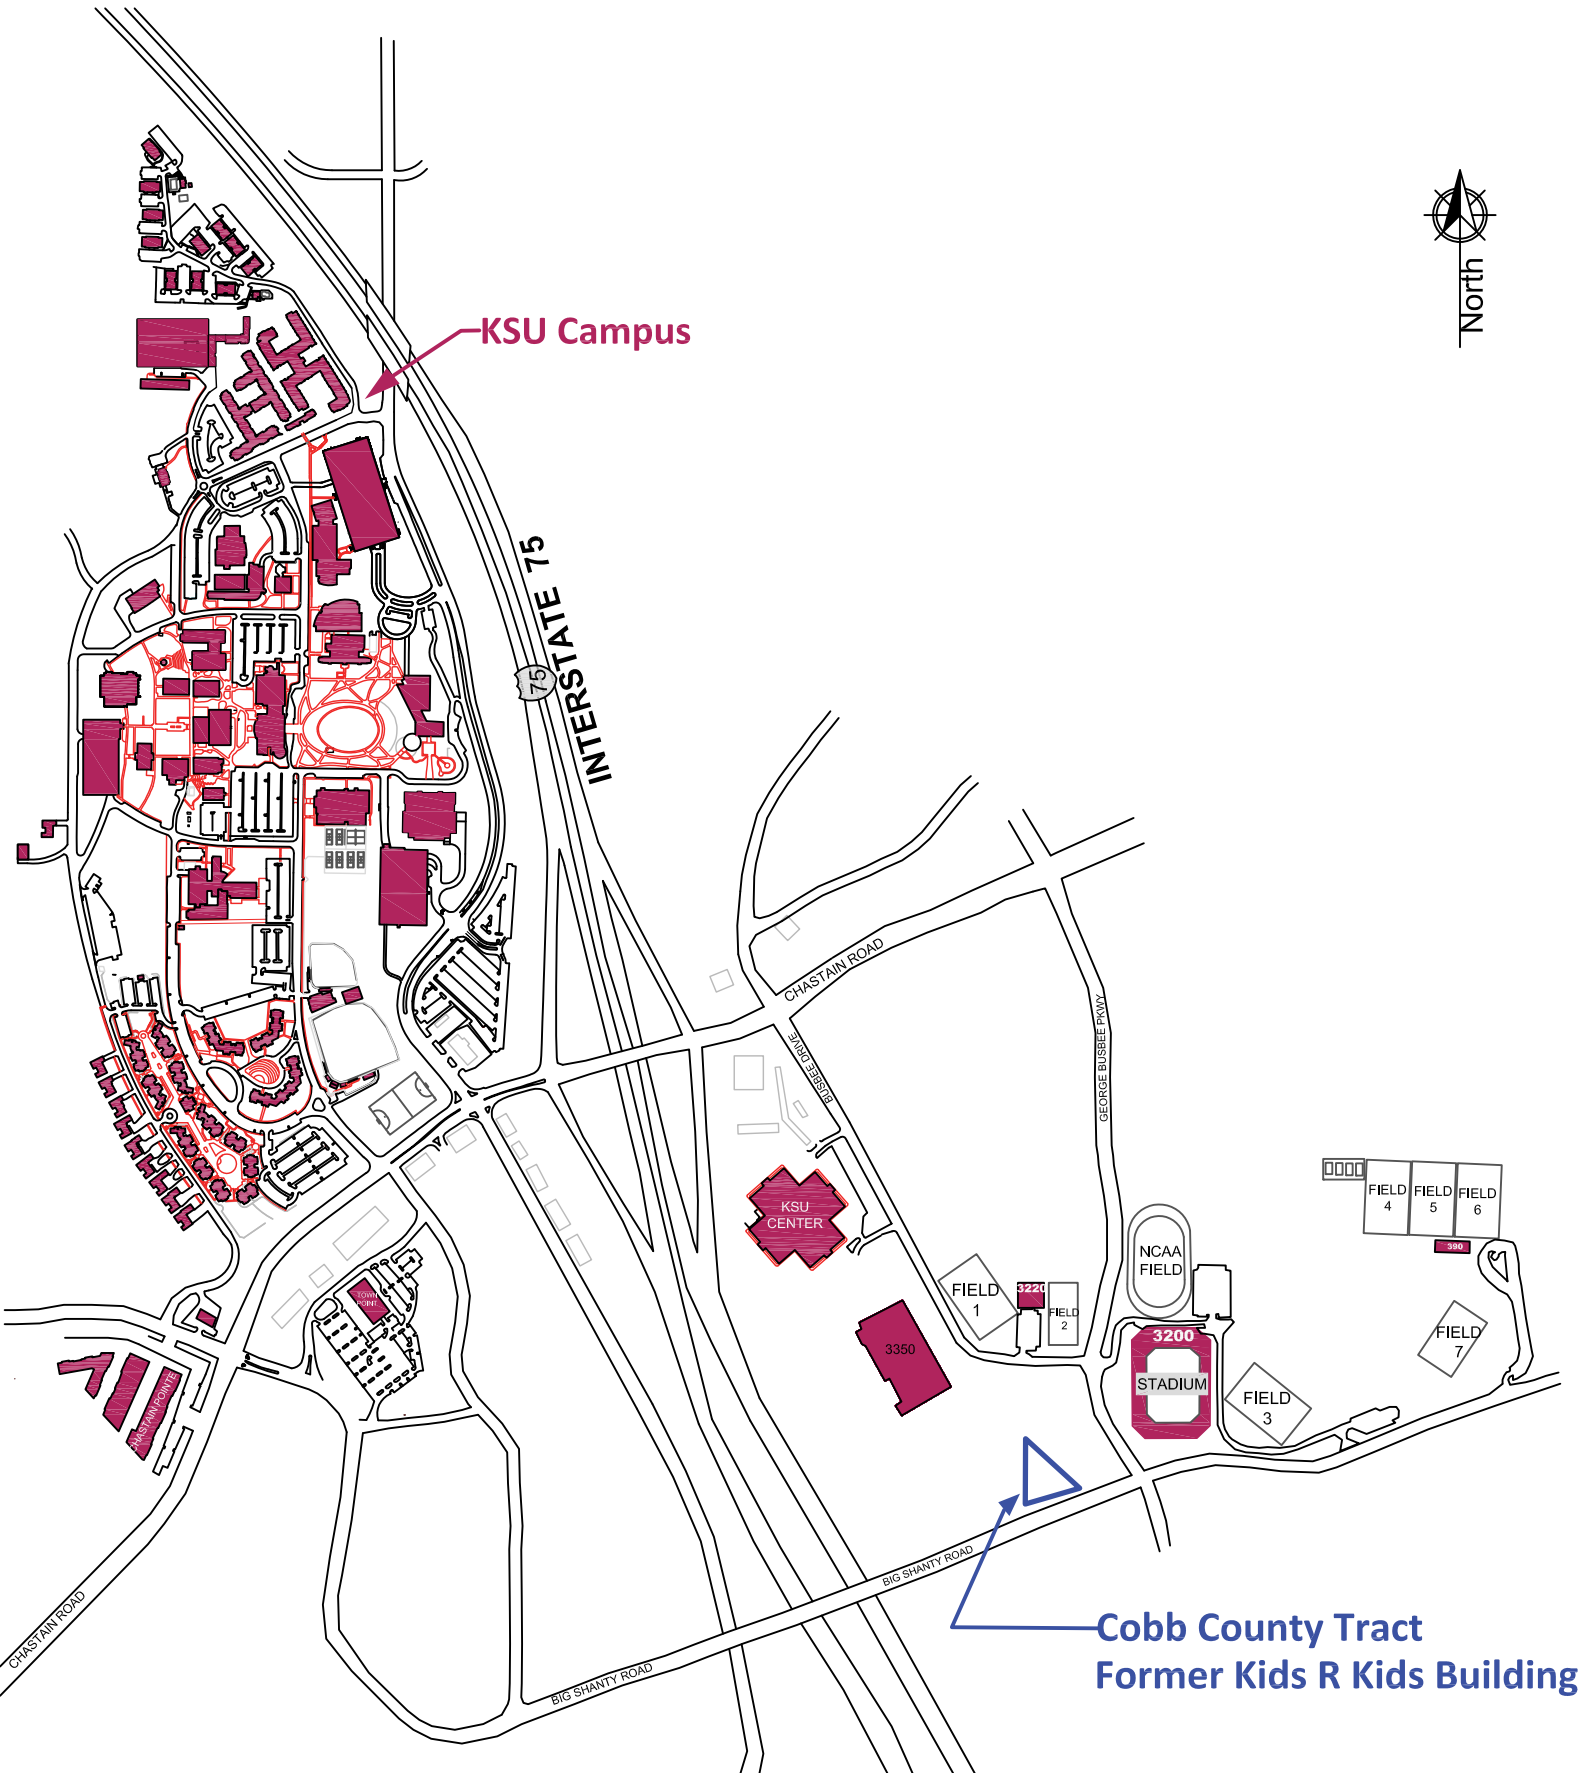 North
KSU Campus
INTERSTATE 75
75
CHASTAIN ROAD
BUSBEE DRIVE
GEORGE BUSBEE PKWY
KSU
CENTER
FIELD
4
FIELD
5
FIELD
6
390
NCAA
FIELD
FIELD
1
3220
FIELD
2
TOWN
POINT
3200
STADIUM
3350
FIELD
7
FIELD
3
CHASTAIN POINTE
BIG SHANTY ROAD
CHASTAIN ROAD
BIG SHANTY ROAD
Cobb County Tract
Former Kids R Kids Building